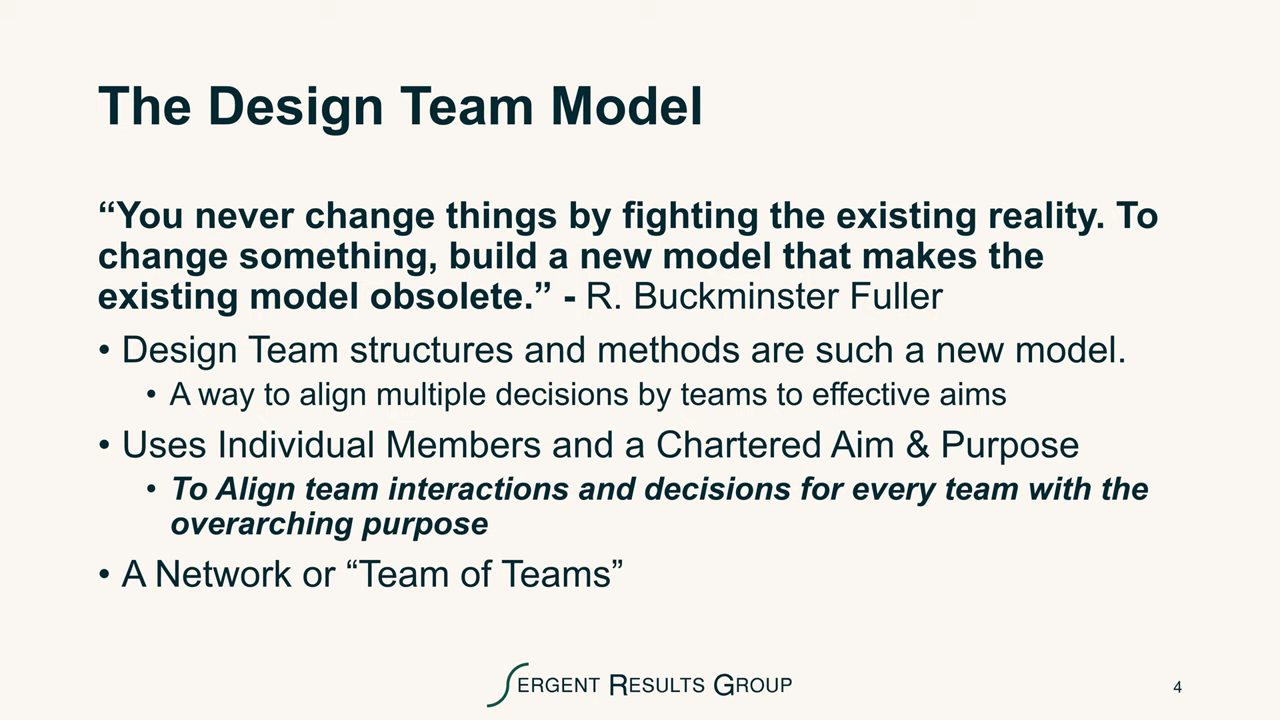 The Design Team Model
“You never change things by fighting the existing reality. To
change something, build a new model that makes the
existing model obsolete.” - R. Buckminster Fuller
• Design Team structures and methods are such a new model.
• A way to align multiple decisions by teams to effective aims
• Uses Individual Members and a Chartered Aim & Purpose
• To Align team interactions and decisions for every team with the
overarching purpose
• A Network or “Team of Teams”
SERGENT RESULTS GROUP
4